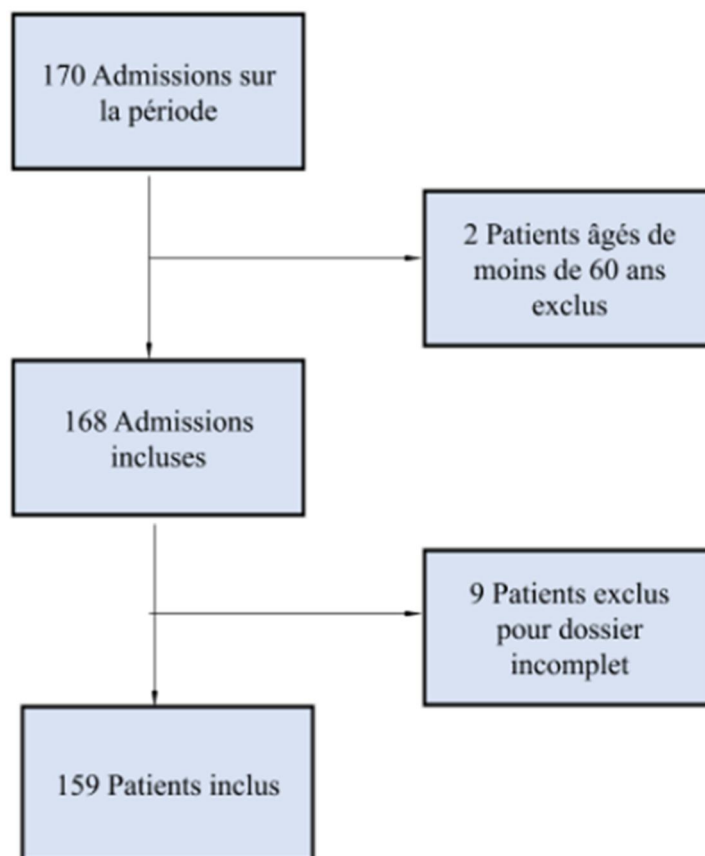 170 Admissions sur
la période
2 Patients âgés de
moins de 60 ans
exclus
168 Admissions
incluses
9 Patients exclus
pour dossier
incomplet
159 Patients inclus